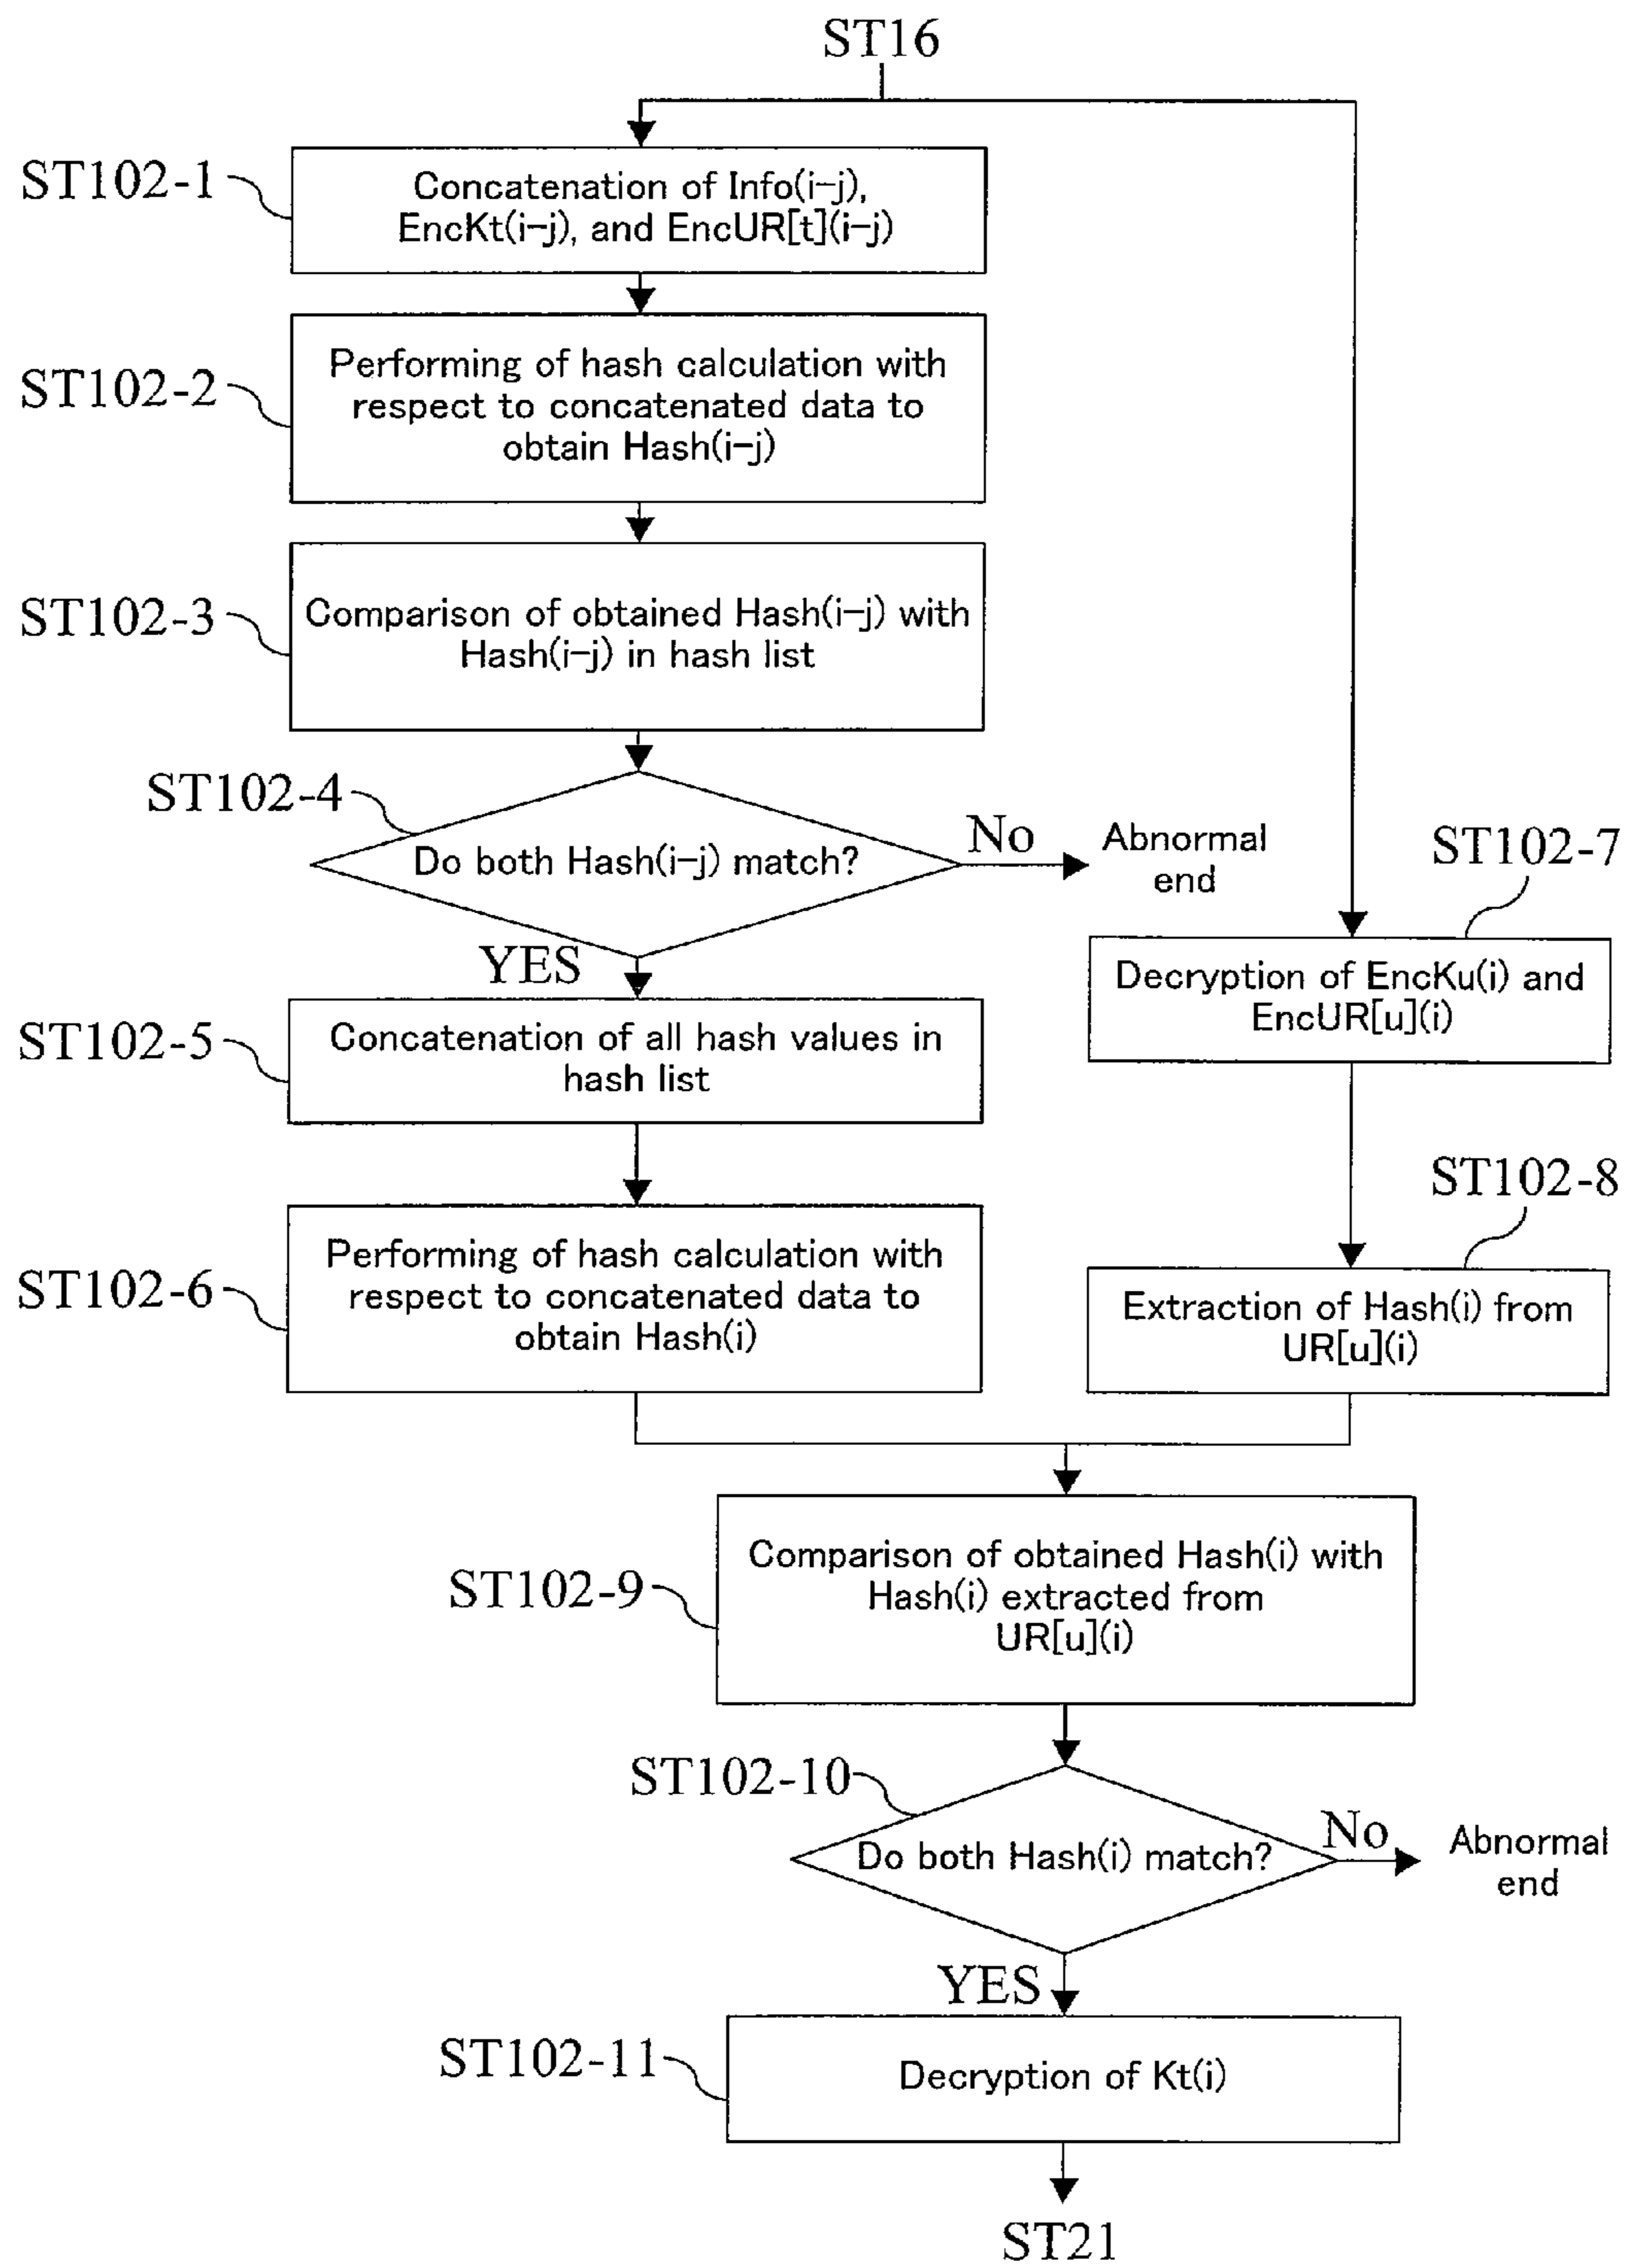 ST16
ST102-1
Concatenation of Info(i-j),
EncKt(i-j), and EncUR[t](i-j)
ST102-2
Performing of hash calculation with
respect to concatenated data to
obtain Hash(i-j)
ST102-3
Comparison of obtained Hash(i-j) with
Hash(i-j) in hash list
ST102-4
Do both Hash(i-j) match?
No
Abnormal
end
YES
ST102-5
Concatenation of all hash values in
hash list
ST102-6
Performing of hash calculation with
respect to concatenated data to
obtain Hash(i)
ST102-7
Decryption of EncKu(i) and
EncUR[u](i)
ST102-8
Extraction of Hash(i) from
UR[u](i)
ST102-9
Comparison of obtained Hash(i) with
Hash(i) extracted from
UR[u](i)
ST102-10
Do both Hash(i) match?
No
Abnormal
end
YES
ST102-11
Decryption of Kt(i)
ST21